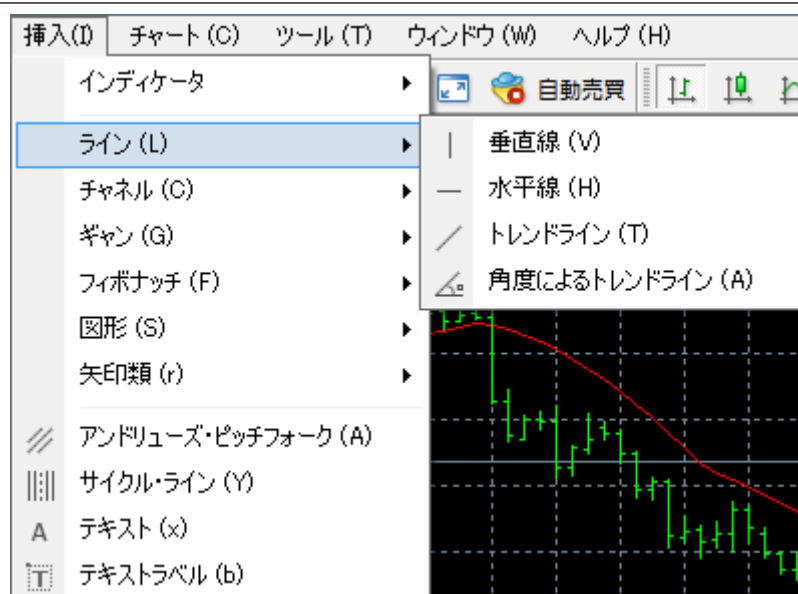 挿入(I) チャート (C) ツール (T) ウィンドウ (W) ヘルプ (H)
自動売買
インディケータ
ライン (L)
チャネル (C)
ギャン (G)
フィボナッチ (F)
図形 (S)
矢印類 (r)
アンドリューズ・ピッチフォーク (A)
サイクル・ライン (Y)
A テキスト (x)
T テキストラベル (b)
垂直線 (V)
水平線 (H)
トレンドライン (T)
角度によるトレンドライン (A)